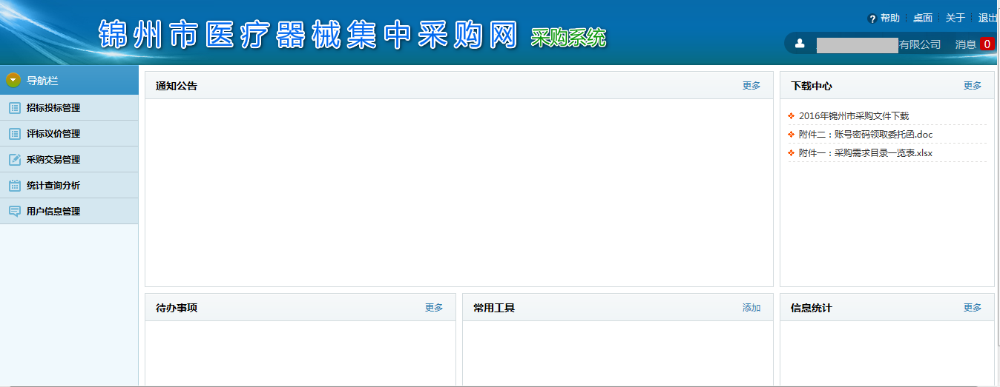 锦州市医疗器械集中采购网 采购系统
? 帮助 桌面 关于 退出
有限公司 消息 0
导航栏
招标投标管理
评标议价管理
采购交易管理
统计查询分析
用户信息管理
通知公告 更多
下载中心 更多
2016年锦州市采购文件下载
附件二：账号密码领取委托函.doc
附件一：采购需求目录一览表.xlsx
待办事项 更多
常用工具 添加
信息统计 更多